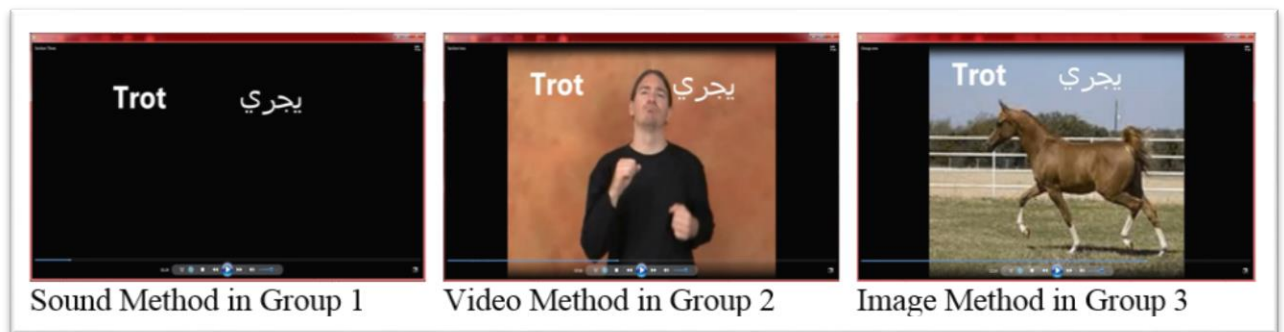 Trot يجري
Trot يجري
Trot يجري
Sound Method in Group 1
Video Method in Group 2
Image Method in Group 3